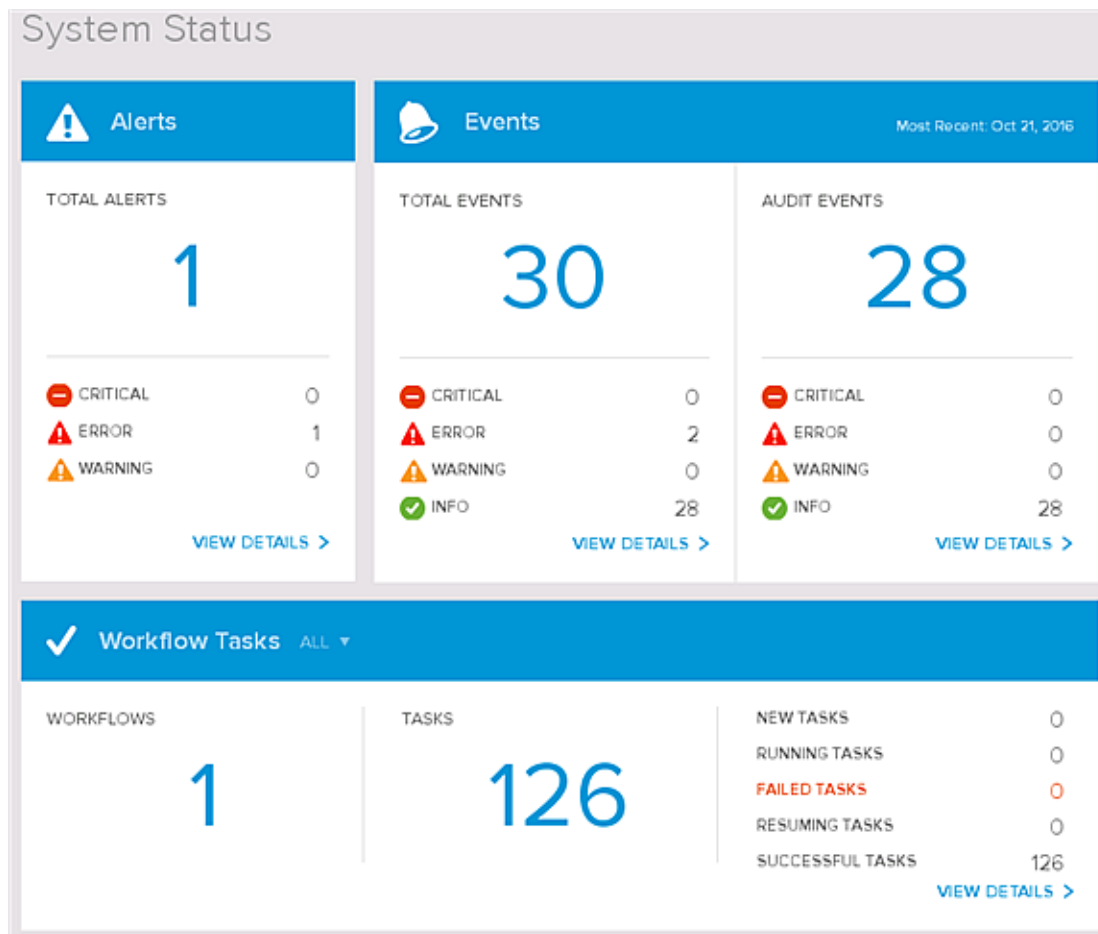 System Status
Alerts
TOTAL ALERTS
1
CRITICAL 0
ERROR 1
WARNING 0
VIEW DETAILS >
Events
Most Recent: Oct 21, 2016
TOTAL EVENTS
30
CRITICAL 0
ERROR 2
WARNING 0
INFO 28
VIEW DETAILS >
AUDIT EVENTS
28
CRITICAL 0
ERROR 0
WARNING 0
INFO 28
VIEW DETAILS >
Workflow Tasks ALL
WORKFLOWS
1
TASKS
126
NEW TASKS 0
RUNNING TASKS 0
FAILED TASKS 0
RESUMING TASKS 0
SUCCESSFUL TASKS 126
VIEW DETAILS >